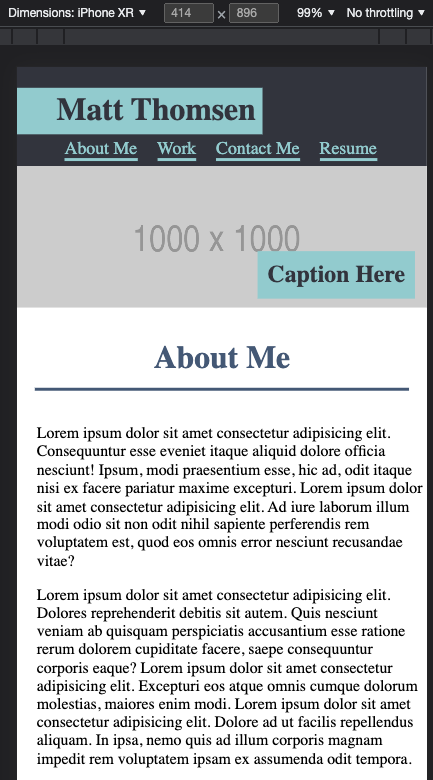 Dimensions: iPhone XR ▼ 414 × 896 99% ▼ No throttling ▼
Matt Thomsen
About Me Work Contact Me Resume
1000 x 1000
Caption Here
About Me
Lorem ipsum dolor sit amet consectetur adipisicing elit.
Consequuntur esse eveniet itaque aliquid dolore officia
nesciunt! Ipsum, modi praesentium esse, hic ad, odit itaque
nisi ex facere pariatur maxime excepturi. Lorem ipsum dolor
sit amet consectetur adipisicing elit. Ad iure laborum illum
modi odio sit non odit nihil sapiente perferendis rem
voluptatem est, quod eos omnis error nesciunt recusandae
vitae?
Lorem ipsum dolor sit amet consectetur adipisicing elit.
Dolores reprehenderit debitis sit autem. Quis nesciunt
veniam ab quisquam perspiciatis accusantium esse ratione
rerum dolorem cupiditate facere, saepe consequuntur
corporis eaque? Lorem ipsum dolor sit amet consectetur
adipisicing elit. Excepturi eos atque omnis cumque dolorum
molestias, maiores enim modi. Lorem ipsum dolor sit amet
consectetur adipisicing elit. Dolore ad ut facilis repellendus
aliquam. In ipsa, nemo quis ad illum corporis magnam
impedit rem voluptatem ex assumenda odit tempora.